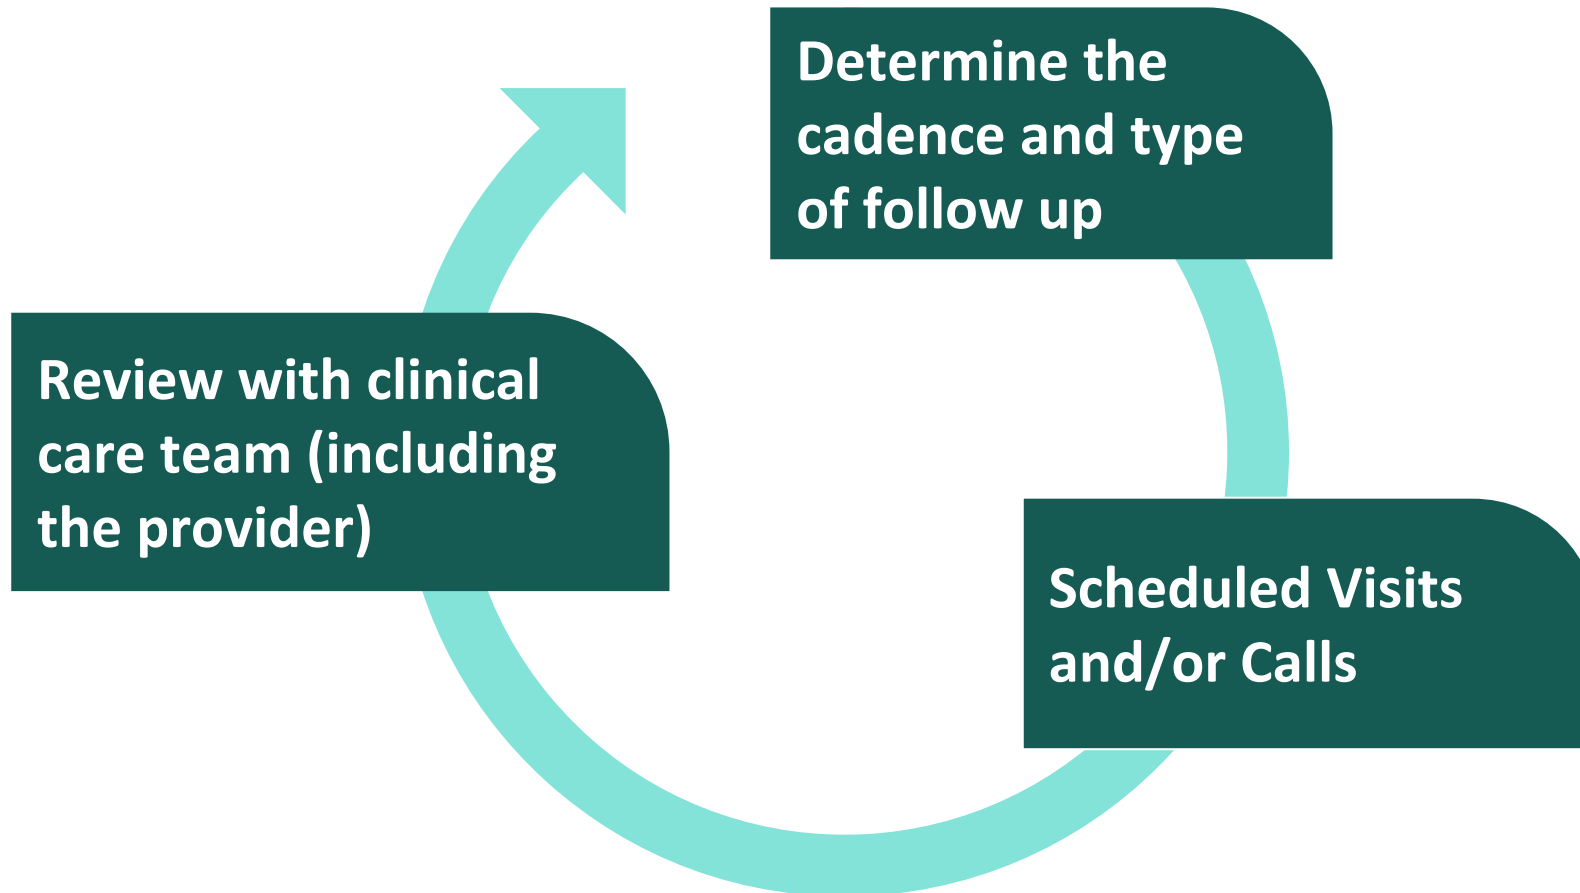 Determine the
cadence and type
of follow up
Scheduled Visits
and/or Calls
Review with clinical
care team (including
the provider)